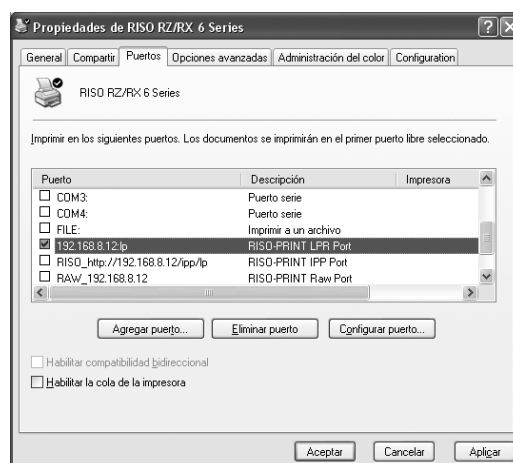 Propiedades de RISO RZ/RX 6 Series
General Compartir Puertos Opciones avanzadas Administración del color Configuration
RISO RZ/RX 6 Series
Imprimir en los siguientes puertos. Los documentos se imprimirán en el primer puerto libre seleccionado.
Puerto Descripción Impresora
COM3: Puerto serie
COM4: Puerto serie
FILE: Imprimir a un archivo
192.168.8.12:lp RISO-PRINT LPR Port
RISO_http://192.168.8.12/ipp/lp RISO-PRINT IPP Port
RAW_192.168.8.12 RISO-PRINT Raw Port
Agregar puerto... Eliminar puerto Configurar puerto...
Habilitar compatibilidad bidireccional
Habilitar la cola de la impresora
Aceptar Cancelar Aplicar